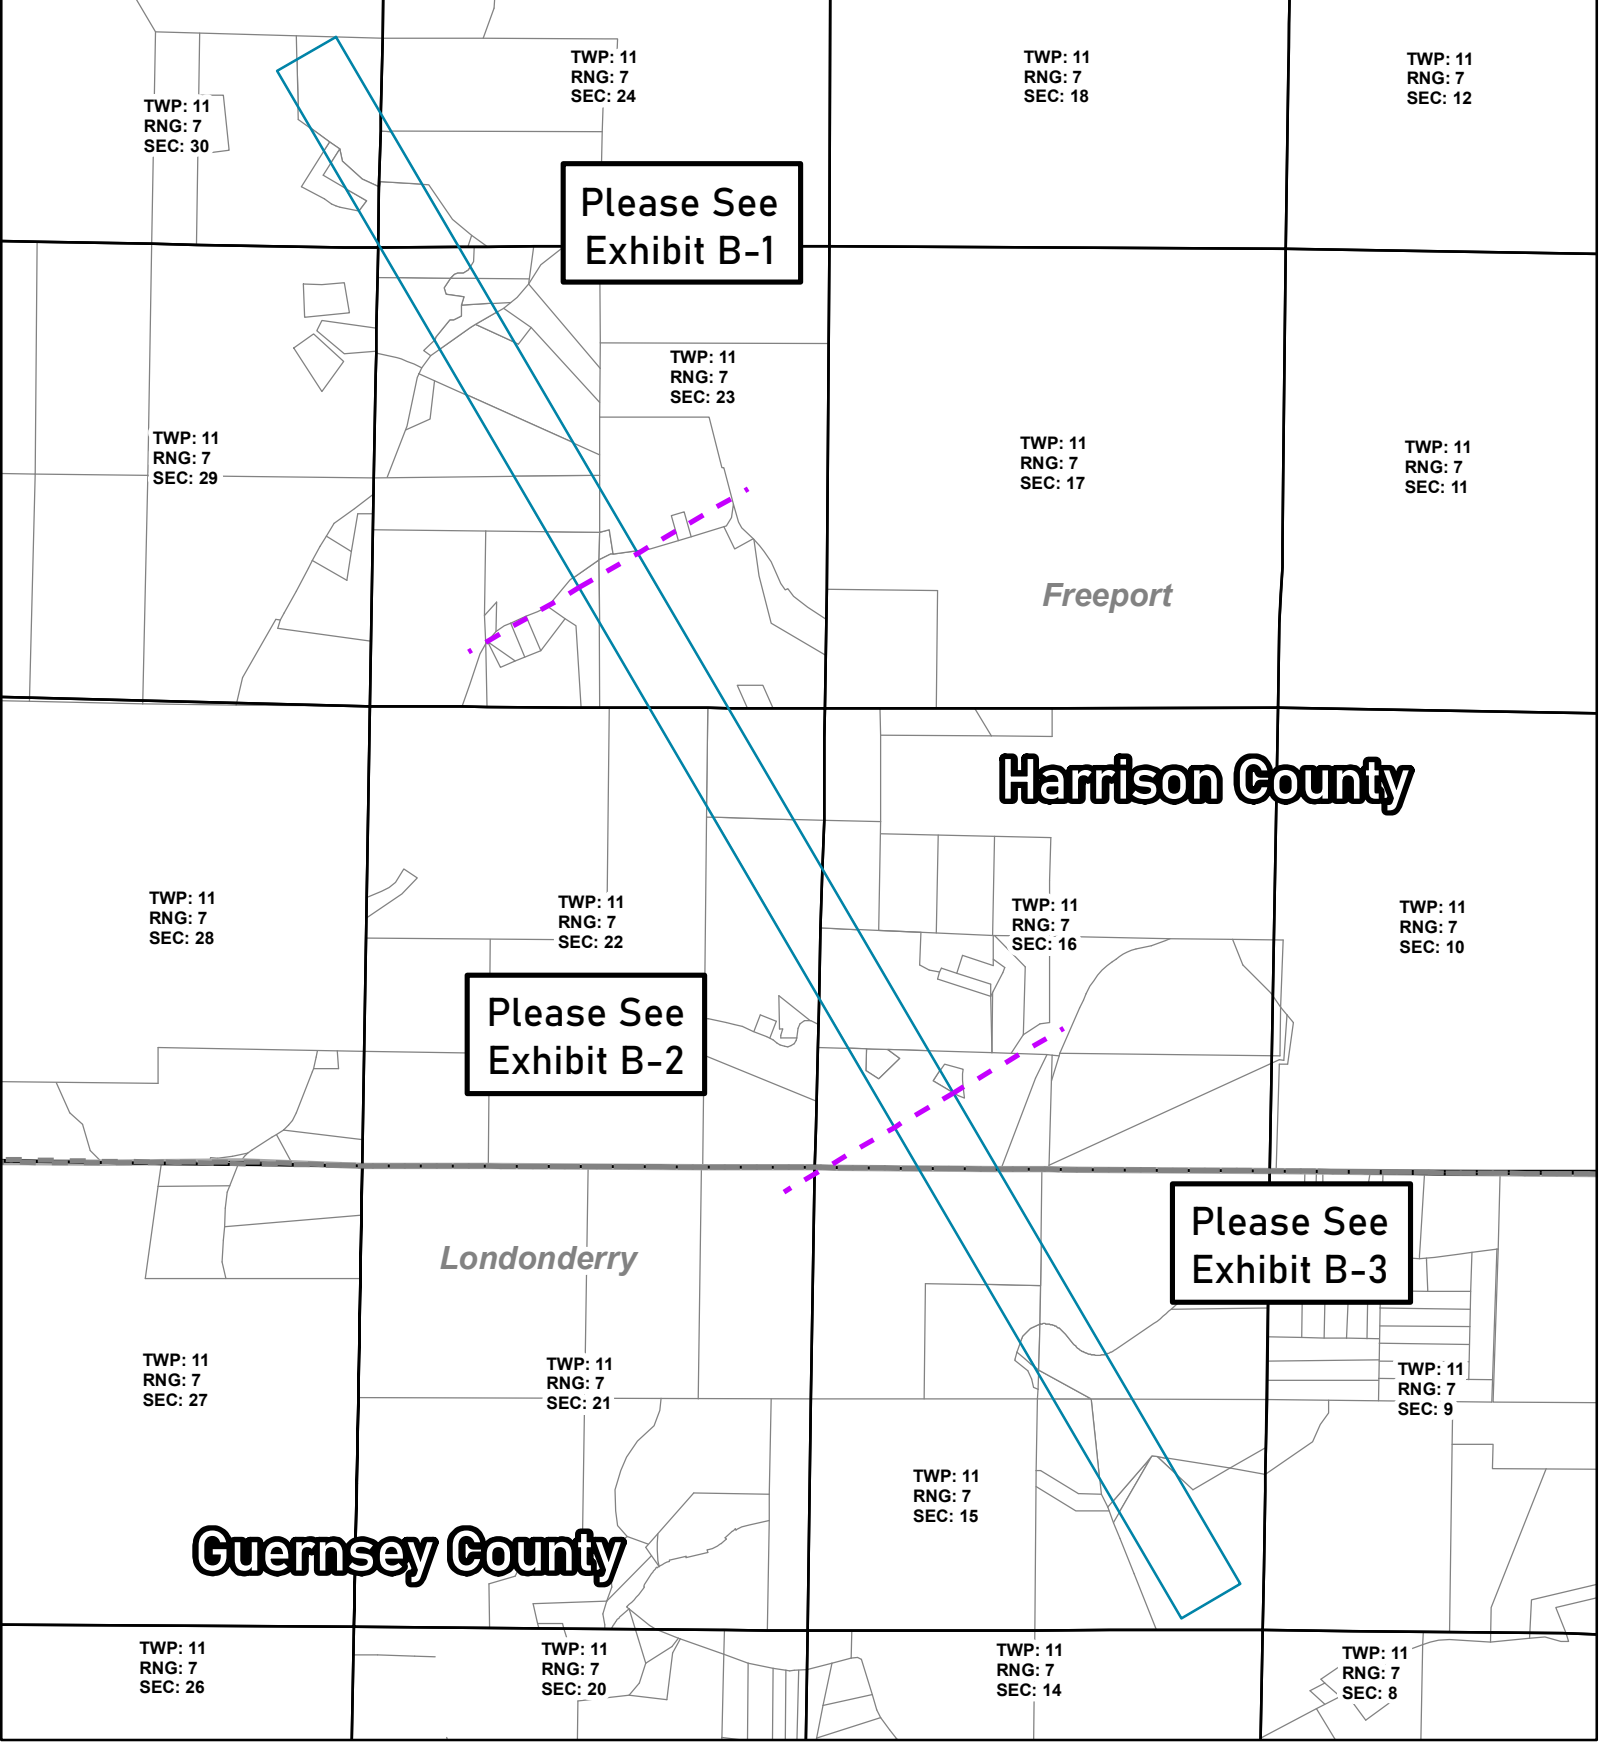 TWP: 11
RNG: 7
SEC: 30
TWP: 11
RNG: 7
SEC: 24
TWP: 11
RNG: 7
SEC: 18
TWP: 11
RNG: 7
SEC: 12
Please See
Exhibit B-1
TWP: 11
RNG: 7
SEC: 29
TWP: 11
RNG: 7
SEC: 23
TWP: 11
RNG: 7
SEC: 17
TWP: 11
RNG: 7
SEC: 11
Freeport
Harrison County
TWP: 11
RNG: 7
SEC: 28
TWP: 11
RNG: 7
SEC: 22
TWP: 11
RNG: 7
SEC: 16
TWP: 11
RNG: 7
SEC: 10
Please See
Exhibit B-2
Please See
Exhibit B-3
Londonderry
TWP: 11
RNG: 7
SEC: 27
TWP: 11
RNG: 7
SEC: 21
TWP: 11
RNG: 7
SEC: 15
TWP: 11
RNG: 7
SEC: 9
Guernsey County
TWP: 11
RNG: 7
SEC: 26
TWP: 11
RNG: 7
SEC: 20
TWP: 11
RNG: 7
SEC: 14
TWP: 11
RNG: 7
SEC: 8